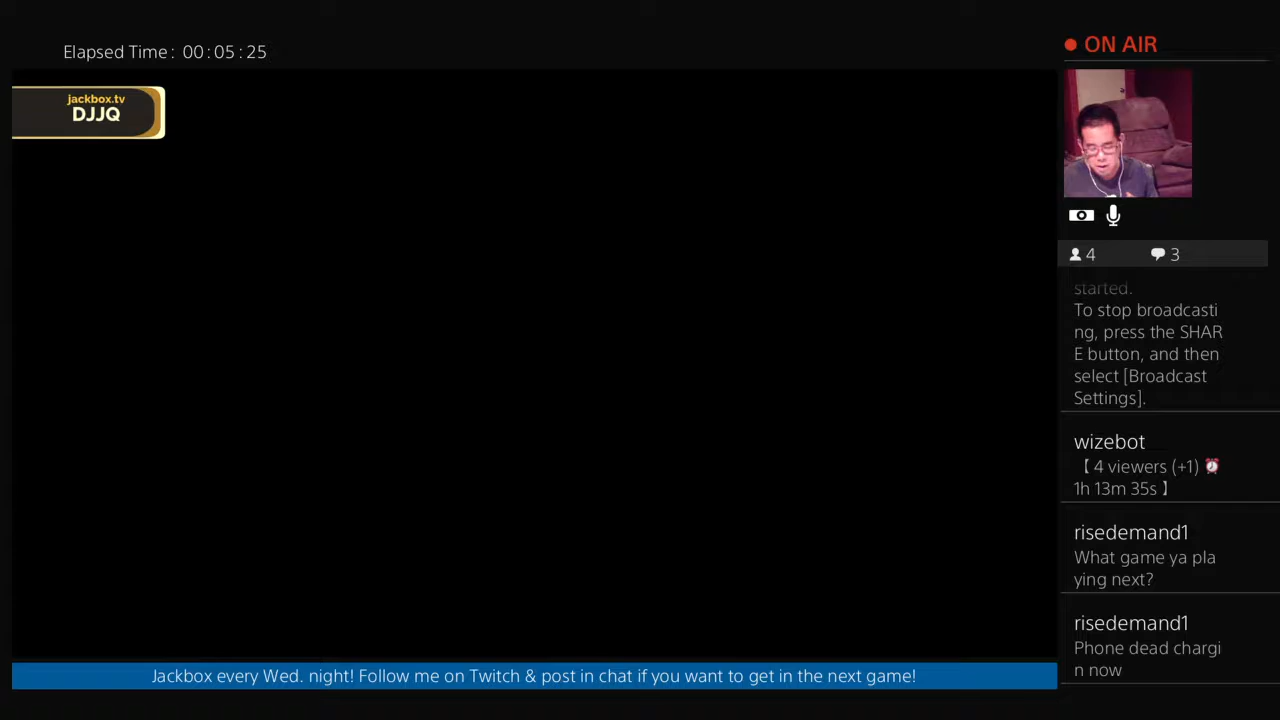 Elapsed Time: 00:05:25
ON AIR
jackbox.tv
DJJQ
4
3
started.
To stop broadcasti
ng, press the SHAR
E button, and then
select [Broadcast
Settings].
wizebot
【 4 viewers (+1) ⏰
1h 13m 35s 】
risedemand1
What game ya pla
ying next?
risedemand1
Phone dead chargi
n now
Jackbox every Wed. night! Follow me on Twitch & post in chat if you want to get in the next game!